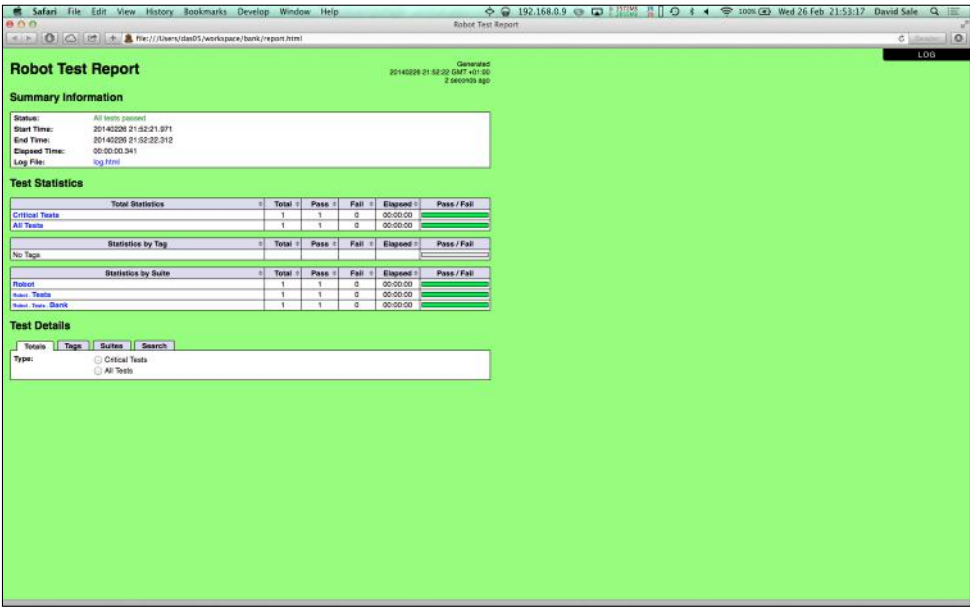 Safari File Edit View History Bookmarks Develop Window Help 192.168.0.9 100% Wed 26 Feb 21:53:17 David Sale
Robot Test Report
file:///Users/das05/workspace/bank/report.html Reader
LOG
Robot Test Report
Generated
20140226 21:52:22 GMT +01:00
2 seconds ago
Summary Information
Status: All tests passed
Start Time: 20140226 21:52:21.971
End Time: 20140226 21:52:22.312
Elapsed Time: 00:00:00.341
Log File: log.html
Test Statistics
Total Statistics Total Pass Fail Elapsed Pass / Fail
Critical Tests 1 1 0 00:00:00
All Tests 1 1 0 00:00:00
Statistics by Tag Total Pass Fail Elapsed Pass / Fail
No Tags
Statistics by Suite Total Pass Fail Elapsed Pass / Fail
Robot 1 1 0 00:00:00
Robot . Tests 1 1 0 00:00:00
Robot . Tests . Bank 1 1 0 00:00:00
Test Details
Totals Tags Suites Search
Type: Critical Tests
All Tests